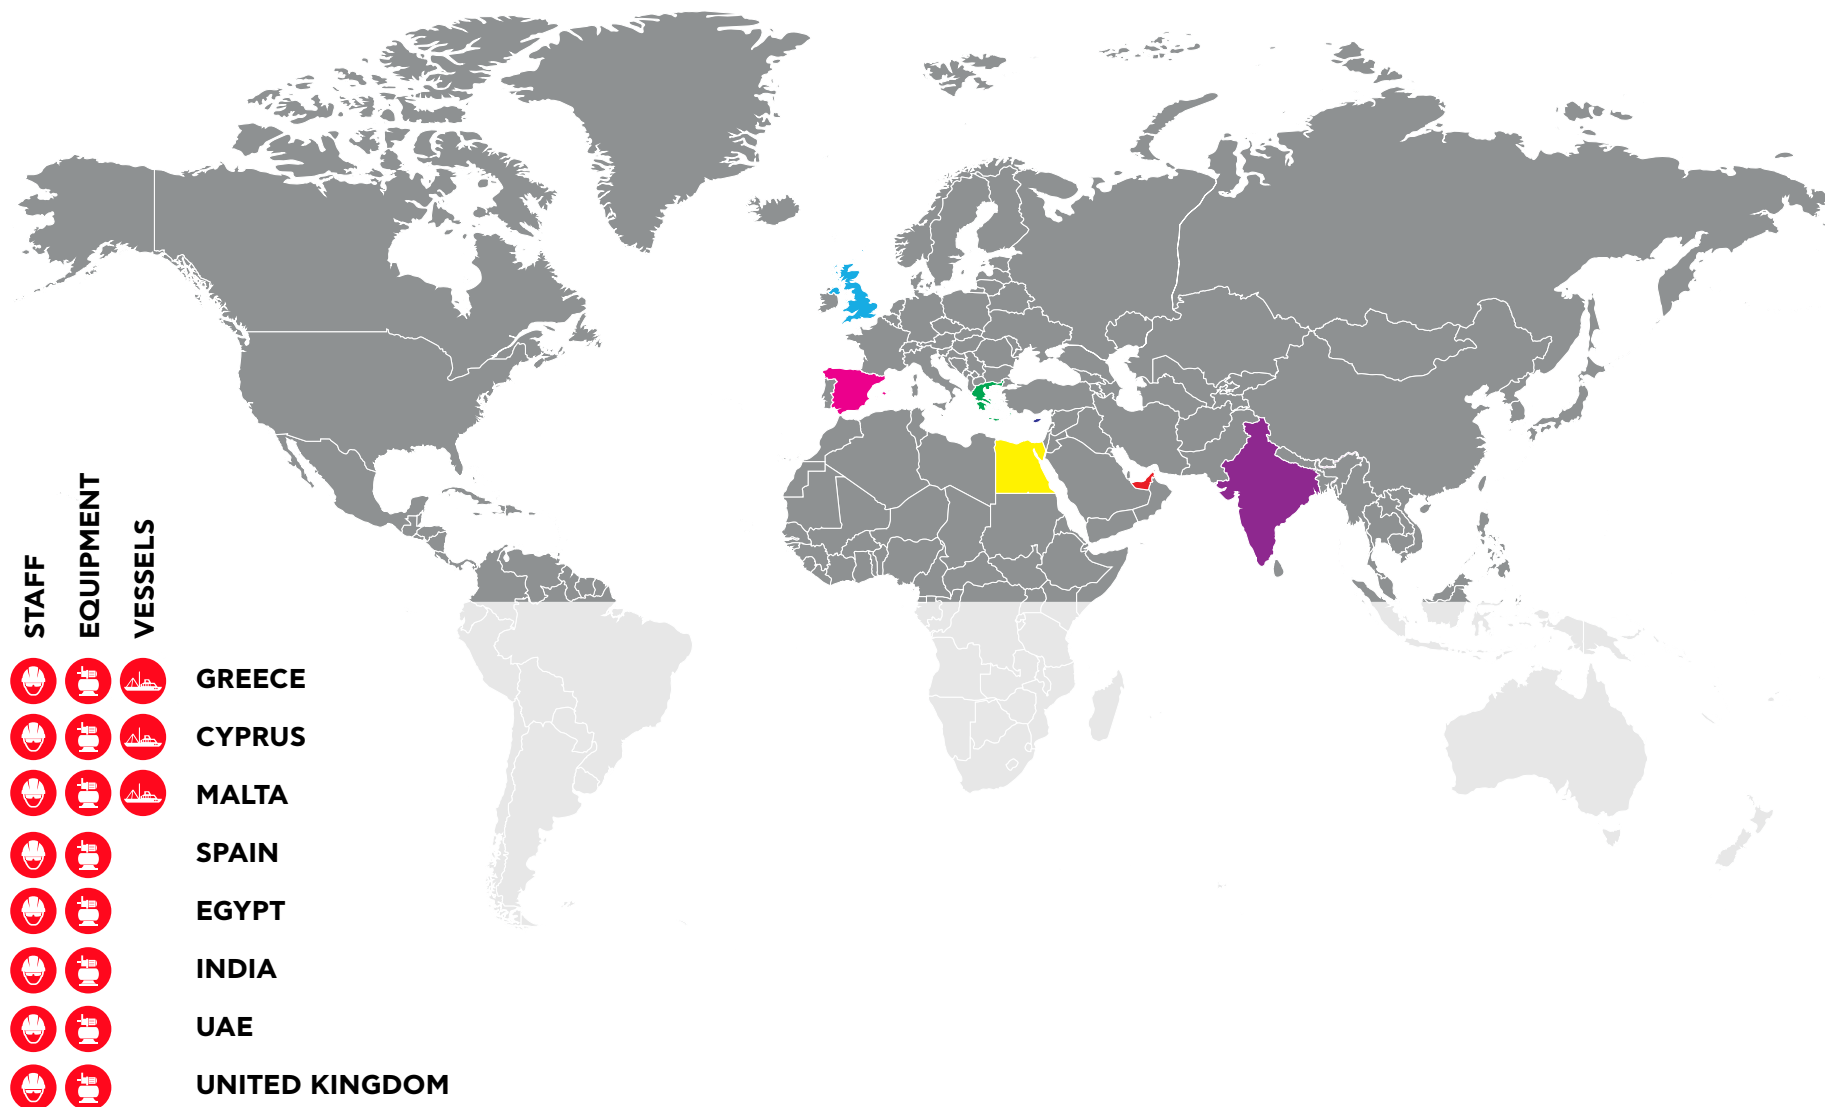 STAFF
EQUIPMENT
VESSELS
GREECE
CYPRUS
MALTA
SPAIN
EGYPT
INDIA
UAE
UNITED KINGDOM